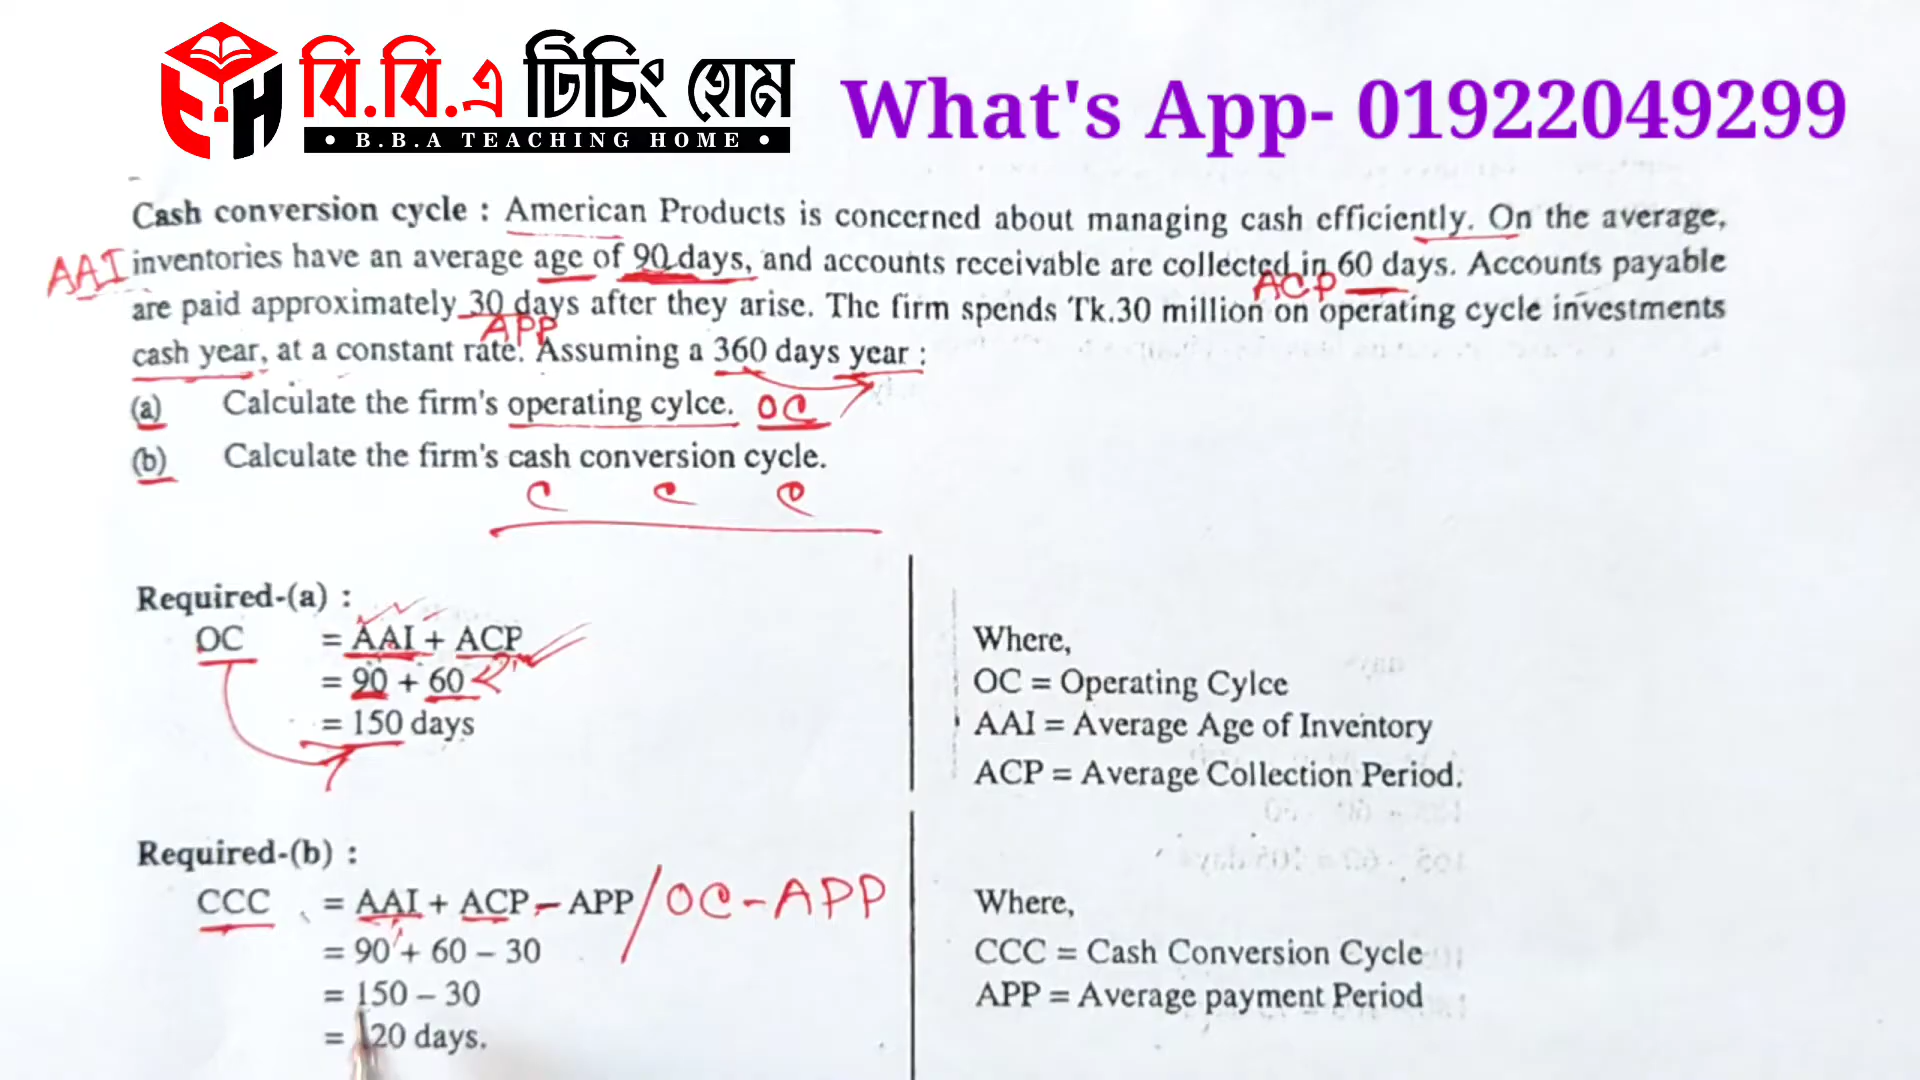 বি.বি.এ টিচিং হোম
• B.B.A TEACHING HOME •
What's App- 01922049299
Cash conversion cycle : American Products is concerned about managing cash efficiently. On the average,
AAI inventories have an average age of 90 days, and accounts receivable are collected in 60 days. Accounts payable
ACP
are paid approximately 30 days after they arise. The firm spends Tk.30 million on operating cycle investments
APP
cash year, at a constant rate. Assuming a 360 days year :
(a) Calculate the firm's operating cylce. OC
(b) Calculate the firm's cash conversion cycle.
C C C
Required-(a) :
OC = AAI + ACP
= 90 + 60
= 150 days
Where,
OC = Operating Cylce
AAI = Average Age of Inventory
ACP = Average Collection Period.
Required-(b) :
CCC = AAI + ACP – APP / OC - APP
= 90 + 60 – 30
= 150 – 30
= 120 days.
Where,
CCC = Cash Conversion Cycle
APP = Average payment Period